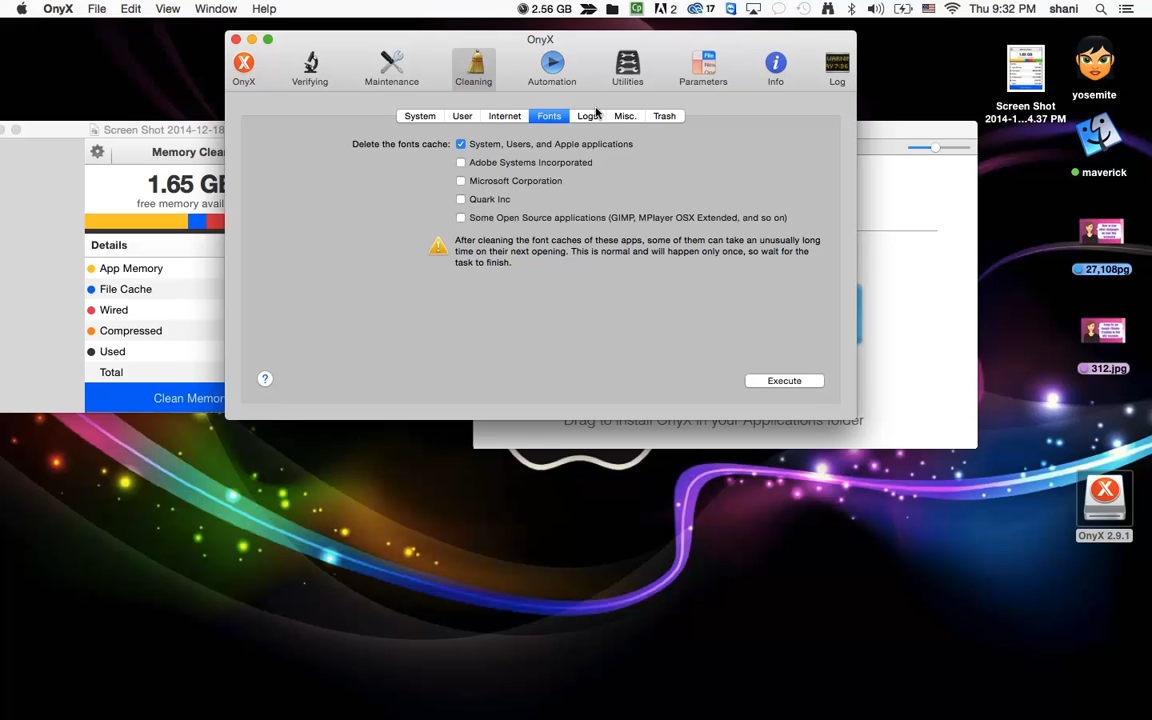 OnyX File Edit View Window Help 2.56 GB 2 17 Thu 9:32 PM shani
OnyX
OnyX Verifying Maintenance Cleaning Automation Utilities Parameters Info Log
System User Internet Fonts Logs Misc. Trash
Delete the fonts cache: System, Users, and Apple applications
Adobe Systems Incorporated
Microsoft Corporation
Quark Inc
Some Open Source applications (GIMP, MPlayer OSX Extended, and so on)
After cleaning the font caches of these apps, some of them can take an unusually long
time on their next opening. This is normal and will happen only once, so wait for the
task to finish.
?
Execute
Screen Shot 2014-12-18
Memory Clea
1.65 GB
free memory avail
Details
App Memory
File Cache
Wired
Compressed
Used
Total
Clean Memor
Drag to install OnyX in your Applications folder
Screen Shot
2014-1...4.37 PM
yosemite
maverick
27,108pg
312.jpg
OnyX 2.9.1